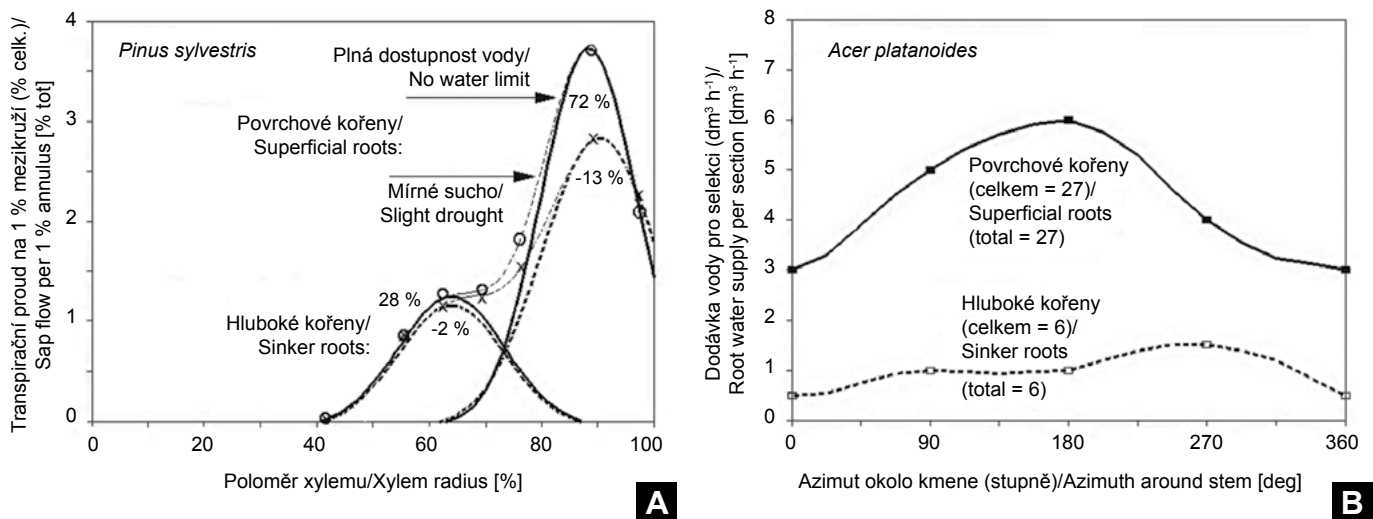 Transpirační proud na 1 % mezikruží (% celk.)/
Sap flow per 1 % annulus [% tot]
4
3
2
1
0
Pinus sylvestris
Plná dostupnost vody/
No water limit
72 %
Povrchové kořeny/
Superficial roots:
-13 %
Mírné sucho/
Slight drought
28 %
-2 %
Hluboké kořeny/
Sinker roots:
0 20 40 60 80 100
Poloměr xylemu/Xylem radius [%]
A
Dodávka vody pro selekci (dm³ h⁻¹)/
Root water supply per section [dm³ h⁻¹]
8
7
6
5
4
3
2
1
0
Acer platanoides
Povrchové kořeny
(celkem = 27)/
Superficial roots
(total = 27)
Hluboké kořeny
(celkem = 6)/
Sinker roots
(total = 6)
0 90 180 270 360
Azimut okolo kmene (stupně)/Azimuth around stem [deg]
B